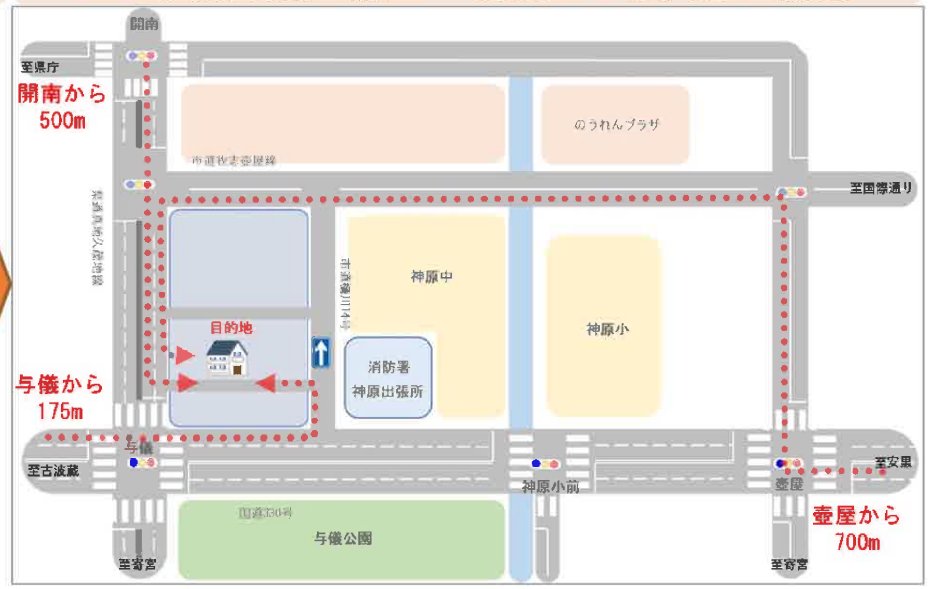 開南
至県庁
開南から
500m
のうれんプラザ
市道牧志壺屋線
至国際通り
県道真地久茂地線
市道樋川14号
神原中
神原小
目的地
消防署
神原出張所
与儀から
175m
与儀
至古波蔵
神原小前
壺屋
至安里
壺屋から
700m
国道330号
与儀公園
至寄宮
至寄宮